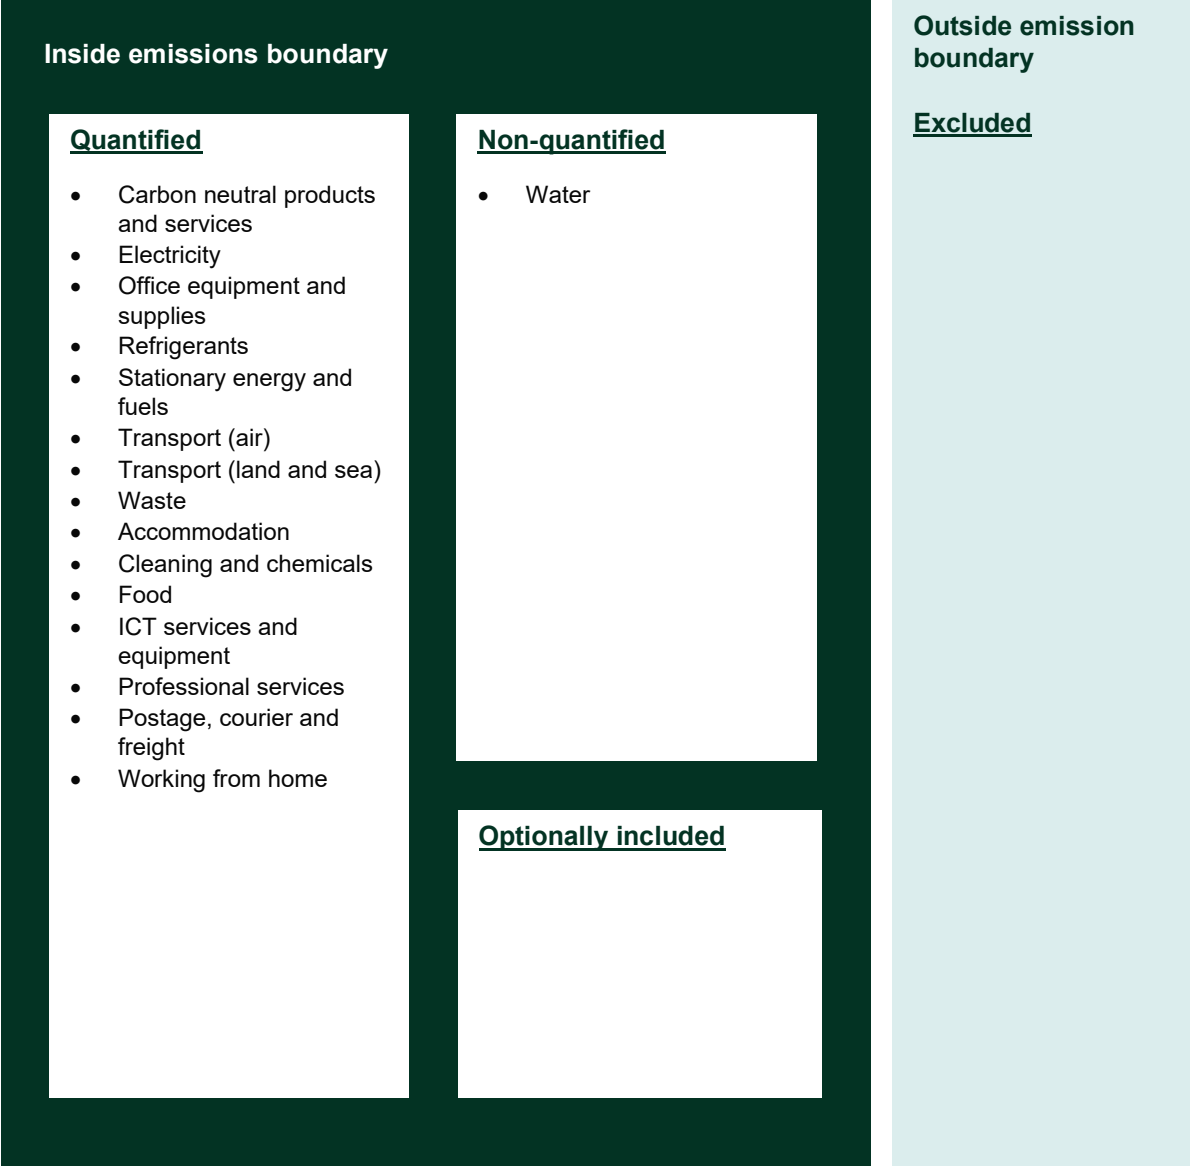 Inside emissions boundary
Quantified
• Carbon neutral products
and services
• Electricity
• Office equipment and
supplies
• Refrigerants
• Stationary energy and
fuels
• Transport (air)
• Transport (land and sea)
• Waste
• Accommodation
• Cleaning and chemicals
• Food
• ICT services and
equipment
• Professional services
• Postage, courier and
freight
• Working from home
Non-quantified
• Water
Optionally included
Outside emission
boundary
Excluded